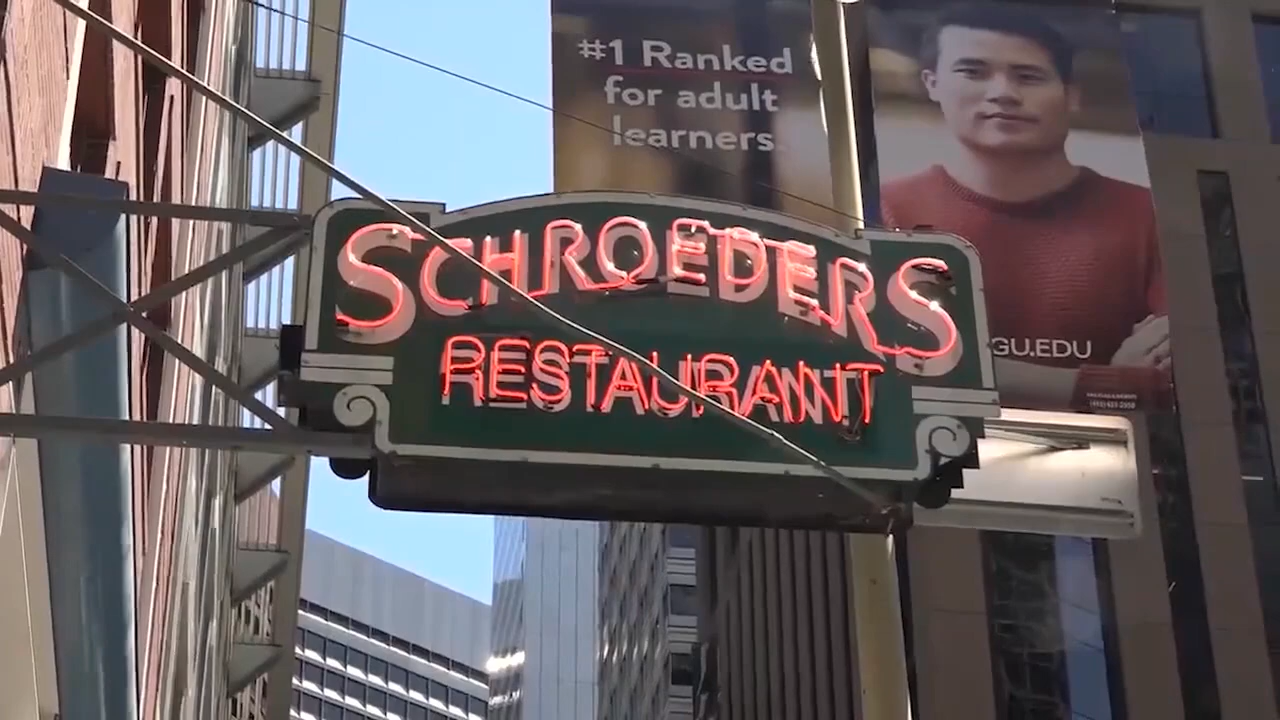 #1 Ranked
for adult
learners.
SCHROEDERS
RESTAURANT
GU.EDU